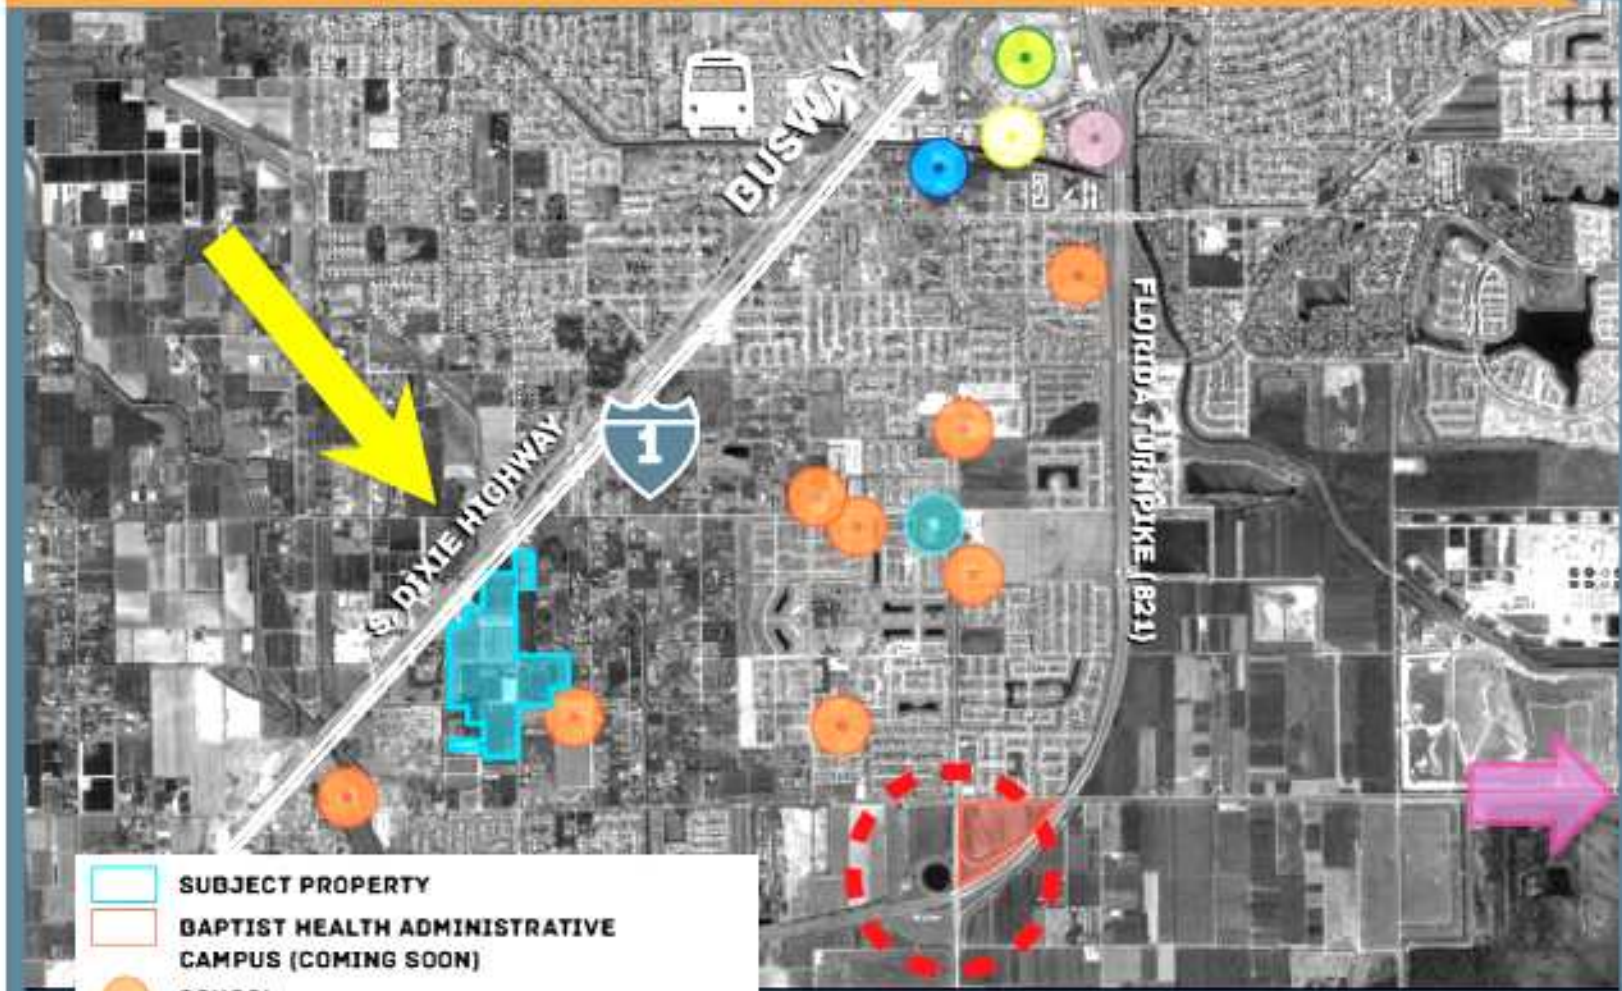 BUSWAY
FLORIDA TURNPIKE (821)
1
S. DIXIE HIGHWAY
SUBJECT PROPERTY
BAPTIST HEALTH ADMINISTRATIVE
CAMPUS (COMING SOON)